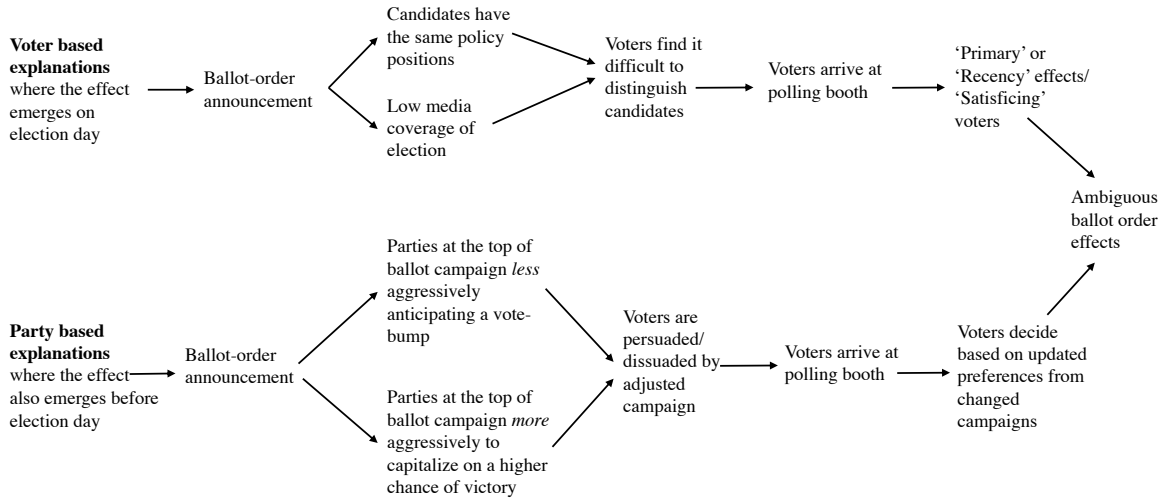 Voter based
explanations
where the effect
emerges on
election day
Ballot-order
announcement
Candidates have
the same policy
positions
Low media
coverage of
election
Voters find it
difficult to
distinguish
candidates
Voters arrive at
polling booth
‘Primary’ or
‘Recency’ effects/
‘Satisficing’
voters
Ambiguous
ballot order
effects
Party based
explanations
where the effect
also emerges before
election day
Ballot-order
announcement
Parties at the top of
ballot campaign less
aggressively
anticipating a vote-
bump
Parties at the top of
ballot campaign more
aggressively to
capitalize on a higher
chance of victory
Voters are
persuaded/
dissuaded by
adjusted
campaign
Voters arrive at
polling booth
Voters decide
based on updated
preferences from
changed
campaigns